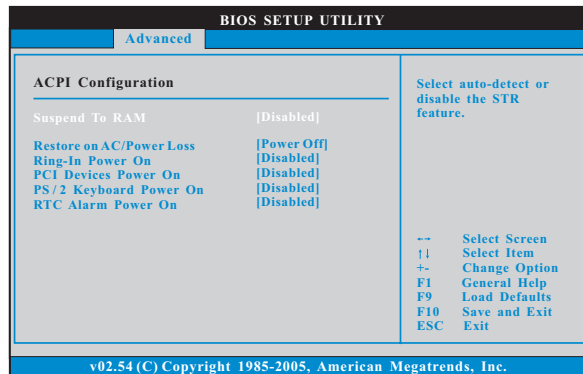 BIOS SETUP UTILITY
Advanced
ACPI Configuration
Suspend To RAM [Disabled]
Restore on AC/Power Loss [Power Off]
Ring-In Power On [Disabled]
PCI Devices Power On [Disabled]
PS/2 Keyboard Power On [Disabled]
RTC Alarm Power On [Disabled]
Select auto-detect or
disable the STR
feature.
←→ Select Screen
↑↓ Select Item
+- Change Option
F1 General Help
F9 Load Defaults
F10 Save and Exit
ESC Exit
v02.54 (C) Copyright 1985-2005, American Megatrends, Inc.